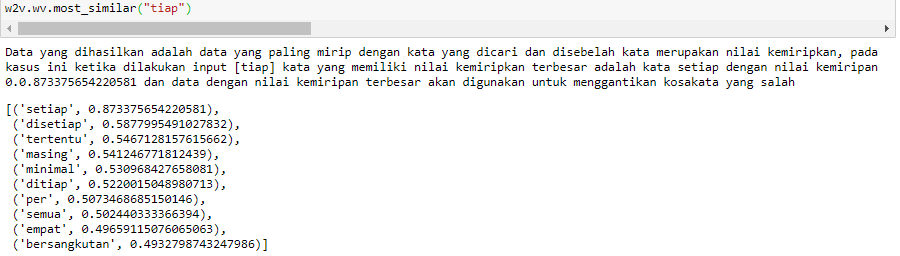 w2v.wv.most_similar("tiap")
Data yang dihasilkan adalah data yang paling mirip dengan kata yang dicari dan disebelah kata merupakan nilai kemiripkan, pada
kasus ini ketika dilakukan input [tiap] kata yang memiliki nilai kemiripkan terbesar adalah kata setiap dengan nilai kemiripan
0.0.873375654220581 dan data dengan nilai kemiripan terbesar akan digunakan untuk menggantikan kosakata yang salah
[('setiap', 0.873375654220581),
('disetiap', 0.5877995491027832),
('tertentu', 0.5467128157615662),
('masing', 0.541246771812439),
('minimal', 0.530968427658081),
('ditiap', 0.5220015048980713),
('per', 0.5073468685150146),
('semua', 0.502440333366394),
('empat', 0.49659115076065063),
('bersangkutan', 0.4932798743247986)]